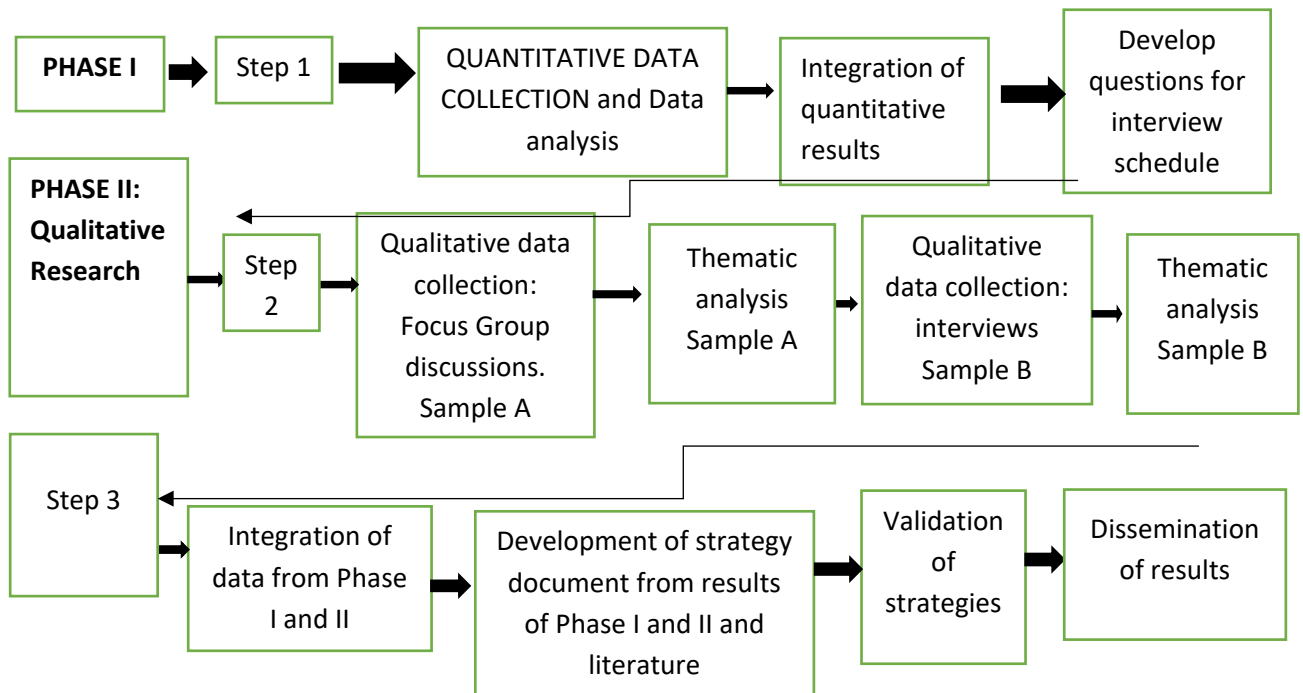 PHASE I
Step 1
QUANTITATIVE DATA
COLLECTION and Data
analysis
Integration of
quantitative
results
Develop
questions for
interview
schedule
PHASE II:
Qualitative
Research
Step
2
Qualitative data
collection:
Focus Group
discussions.
Sample A
Thematic
analysis
Sample A
Qualitative
data collection:
interviews
Sample B
Thematic
analysis
Sample B
Step 3
Integration of
data from Phase
I and II
Development of strategy
document from results
of Phase I and II and
literature
Validation
of
strategies
Dissemination
of results